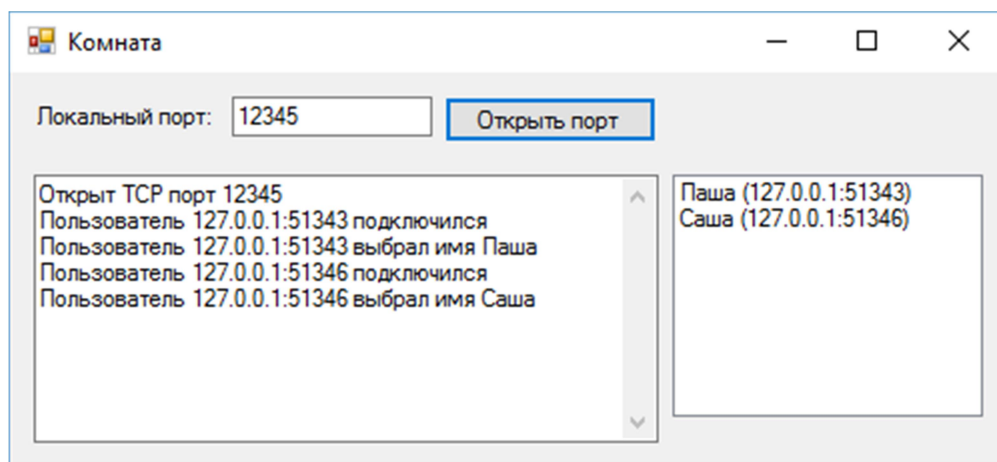 Комната
Локальный порт: 12345 Открыть порт
Открыт TCP порт 12345
Пользователь 127.0.0.1:51343 подключился
Пользователь 127.0.0.1:51343 выбрал имя Паша
Пользователь 127.0.0.1:51346 подключился
Пользователь 127.0.0.1:51346 выбрал имя Саша
Паша (127.0.0.1:51343)
Саша (127.0.0.1:51346)